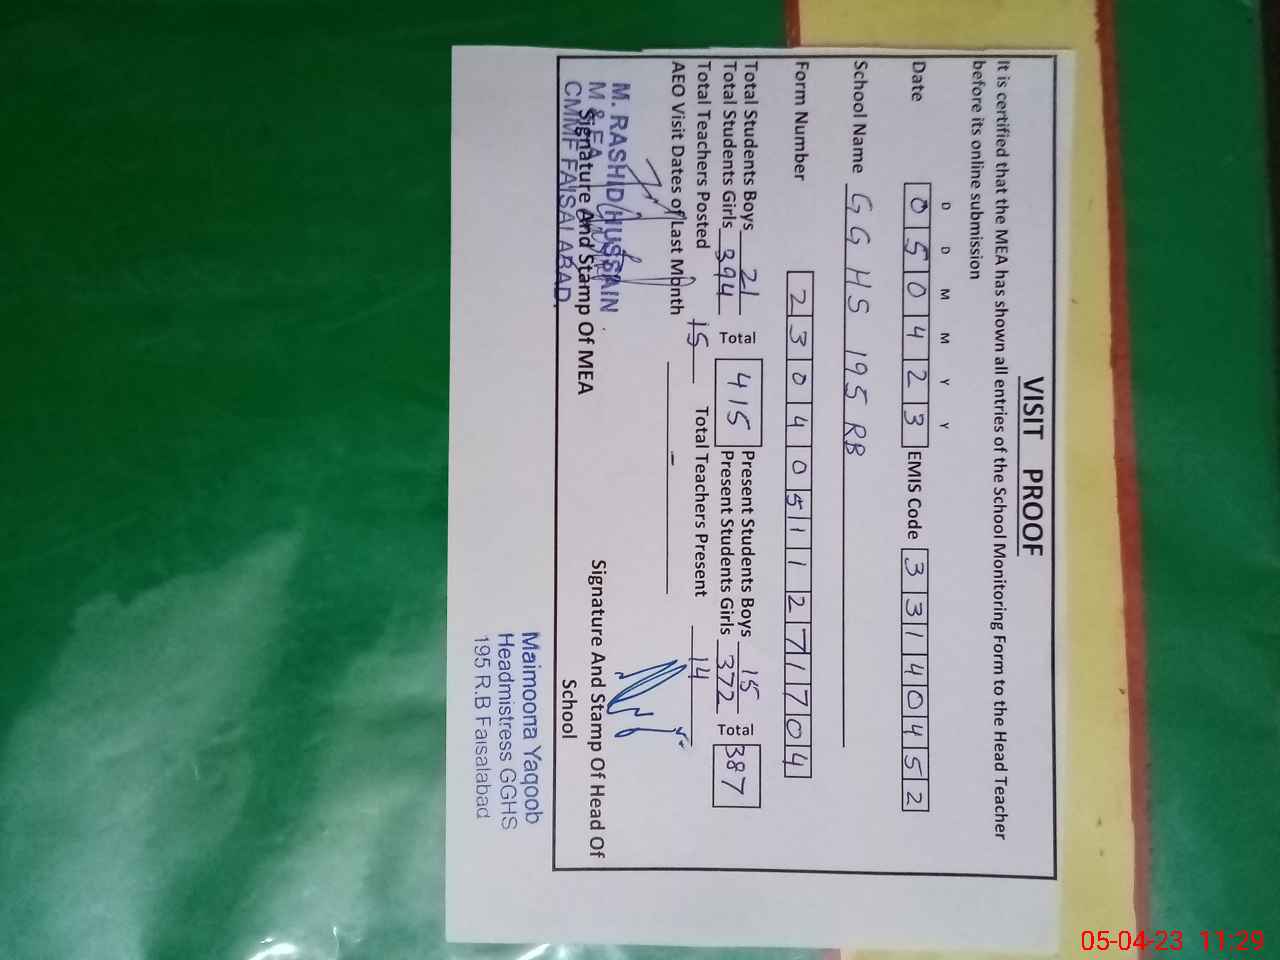 VISIT PROOF
It is certified that the MEA has shown all entries of the School Monitoring Form to the Head Teacher
before its online submission
D D M M Y Y
Date 0 5 0 4 2 3 EMIS Code 3 3 1 4 0 4 5 2
School Name GGHS 195 RB
Form Number 2 3 0 4 0 5 1 1 2 7 1 7 0 4
Total Students Boys 21 Total 415 Present Students Boys 15 Total 387
Total Students Girls 394 Present Students Girls 372
Total Teachers Posted 15 Total Teachers Present 14
AEO Visit Dates of Last Month -
M. RASHID HUSSAIN
M & EA
CMMF FAISALABAD.
Signature And Stamp Of MEA
Signature And Stamp Of Head Of
School
Maimoona Yaqoob
Headmistress GGHS
195 R.B Faisalabad
05-04-23 11:29